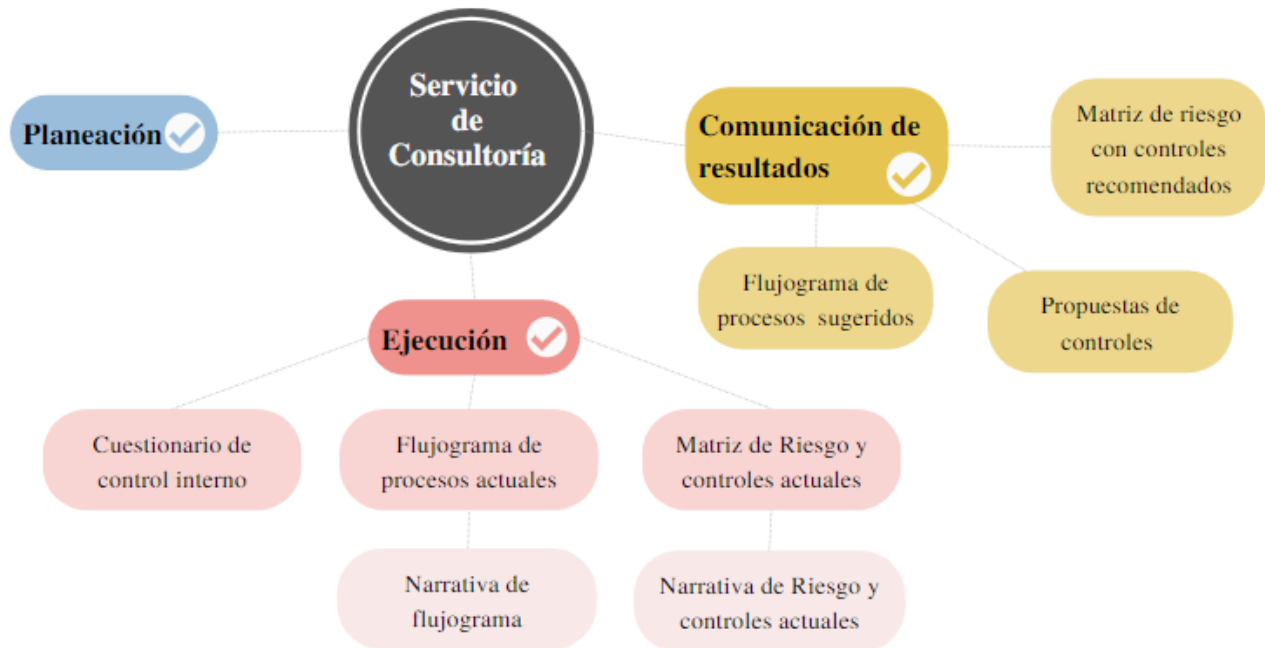 Servicio
de
Consultoría
Planeación
Comunicación de
resultados
Matriz de riesgo
con controles
recomendados
Flujograma de
procesos sugeridos
Propuestas de
controles
Ejecución
Cuestionario de
control interno
Flujograma de
procesos actuales
Matriz de Riesgo y
controles actuales
Narrativa de
flujograma
Narrativa de Riesgo y
controles actuales